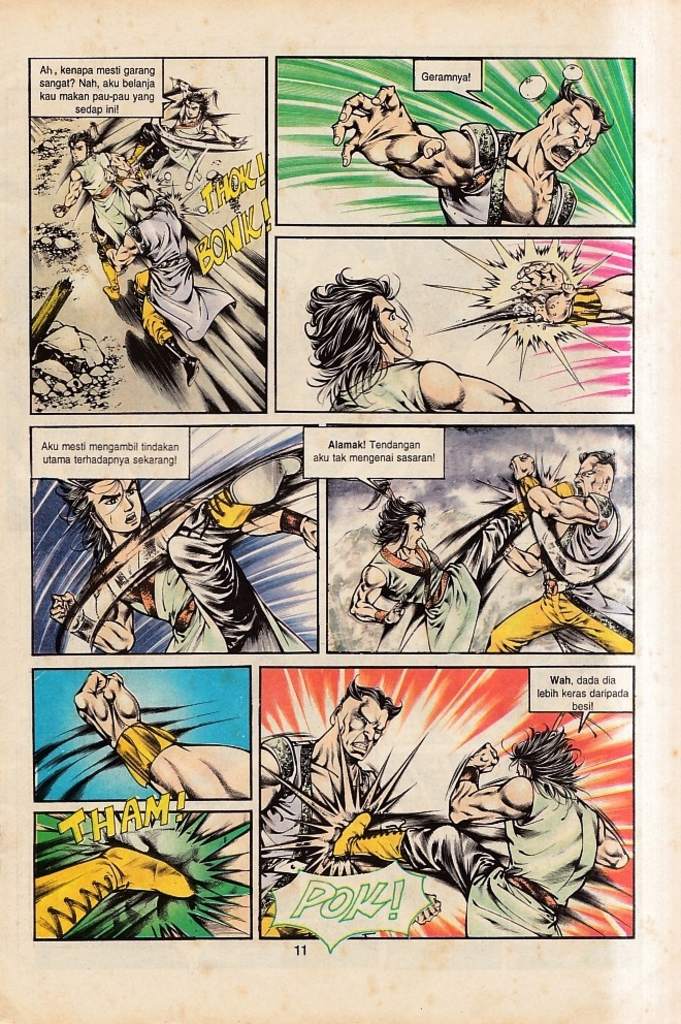 Ah, kenapa mesti garang
sangat? Nah, aku belanja
kau makan pau-pau yang
sedap ini!
THOK!
BONK!
Geramnya!
Aku mesti mengambil tindakan
utama terhadapnya sekarang!
Alamak! Tendangan
aku tak mengenai sasaran!
THAM!
Wah, dada dia
lebih keras daripada
besi!
POK!
11